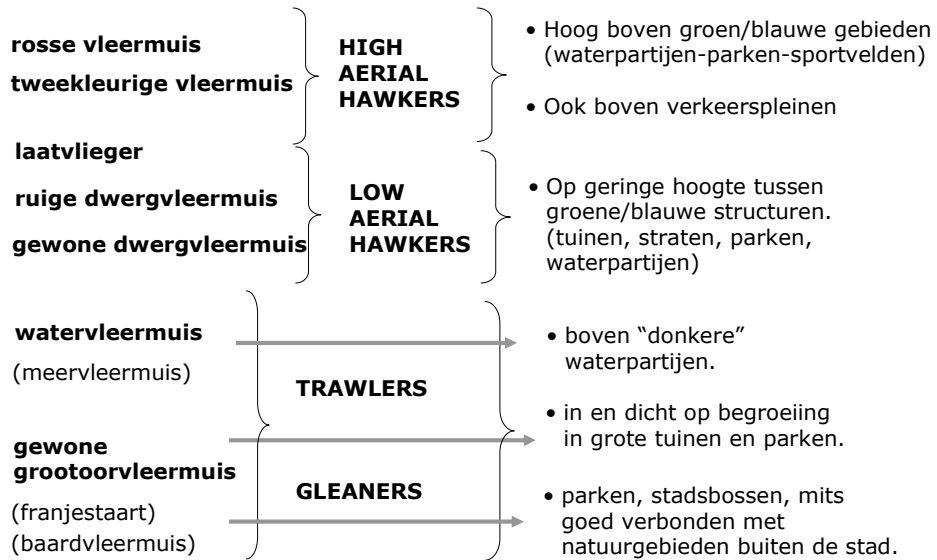 rosse vleermuis
tweekleurige vleermuis
HIGH
AERIAL
HAWKERS
• Hoog boven groen/blauwe gebieden
(waterpartijen-parken-sportvelden)
• Ook boven verkeerspleinen
laatvlieger
ruige dwergvleermuis
gewone dwergvleermuis
LOW
AERIAL
HAWKERS
• Op geringe hoogte tussen
groene/blauwe structuren.
(tuinen, straten, parken,
waterpartijen)
watervleermuis
(meervleermuis)
TRAWLERS
• boven “donkere”
waterpartijen.
• in en dicht op begroeiing
in grote tuinen en parken.
gewone
grootoorvleermuis
(franjestaart)
(baardvleermuis)
GLEANERS
• parken, stadsbossen, mits
goed verbonden met
natuurgebieden buiten de stad.